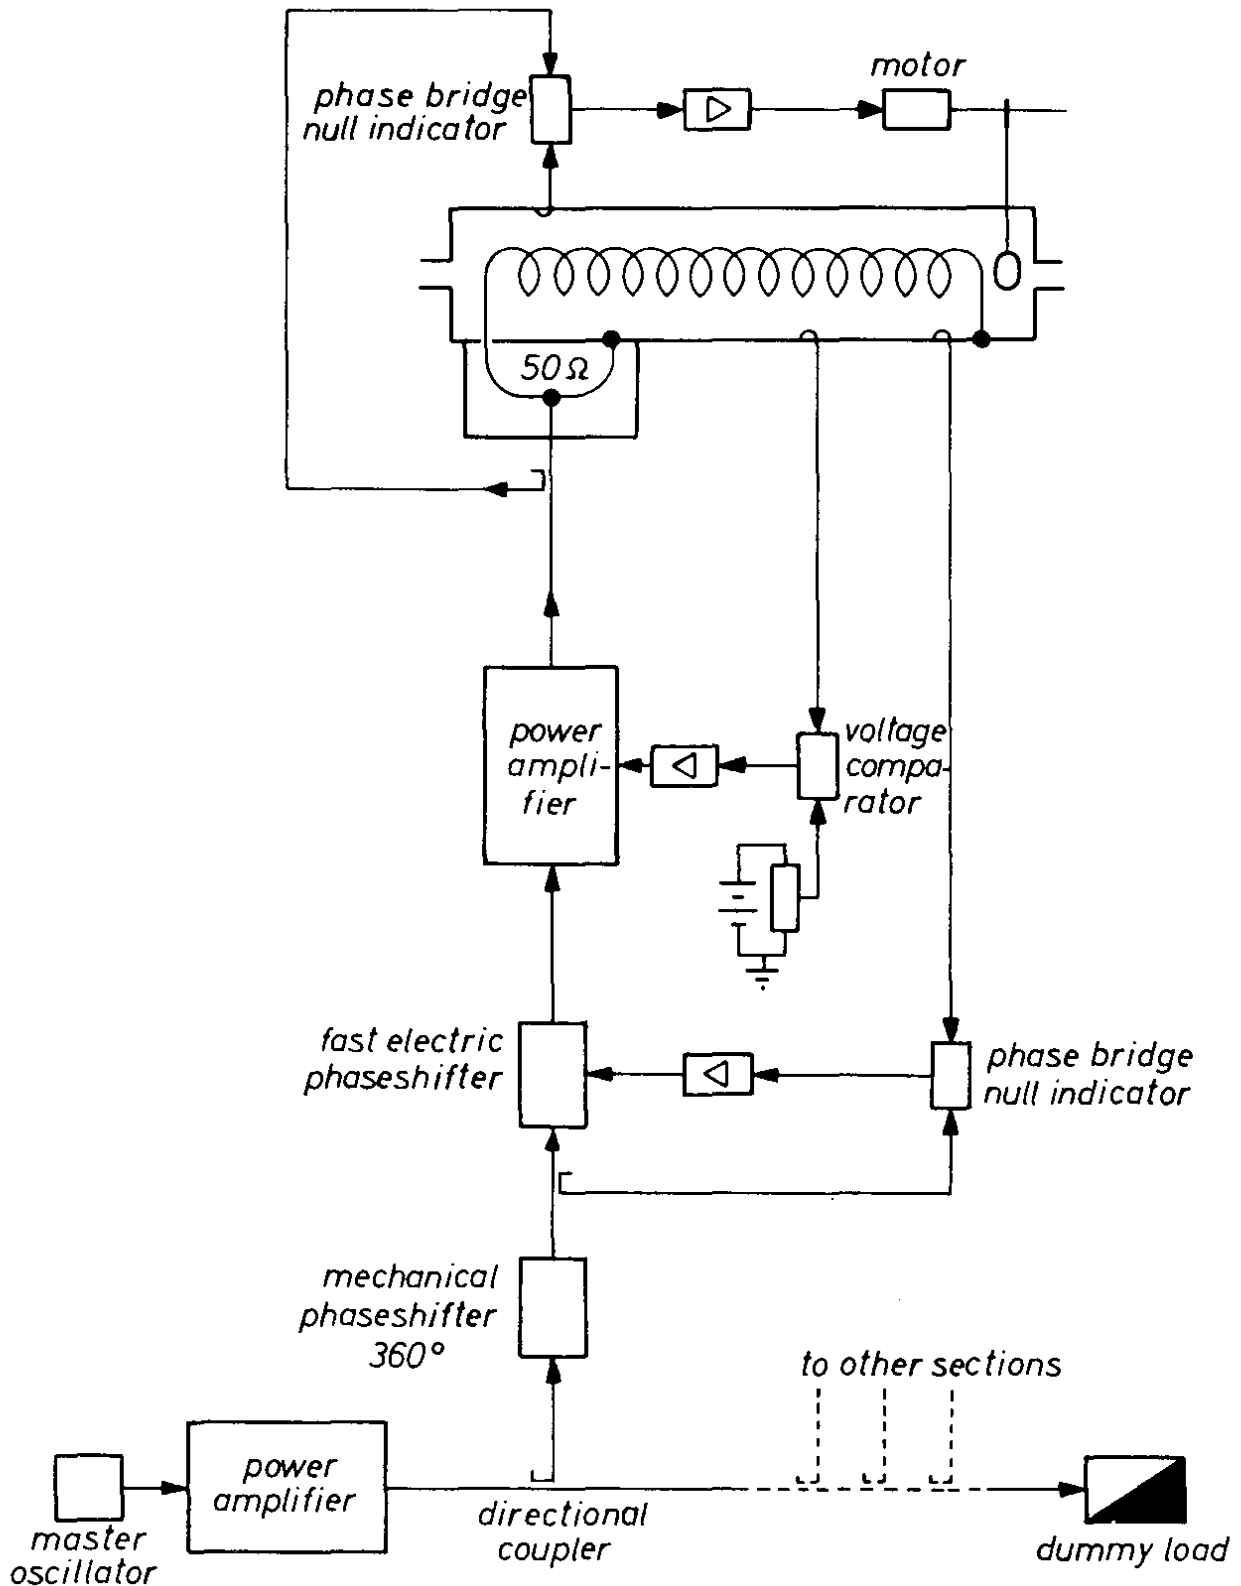 motor
phase bridge
null indicator
50 Ω
power
ampli-
fier
voltage
compa-
rator
fast electric
phaseshifter
phase bridge
null indicator
mechanical
phaseshifter
360°
to other sections
power
amplifier
directional
coupler
master
oscillator
dummy load